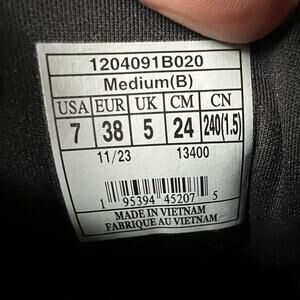 1204091B020
Medium(B)
USA EUR UK CM CN
7 38 5 24 240(1.5)
11/23 13400
1 95394 45207 5
MADE IN VIETNAM
FABRIQUE AU VIETNAM